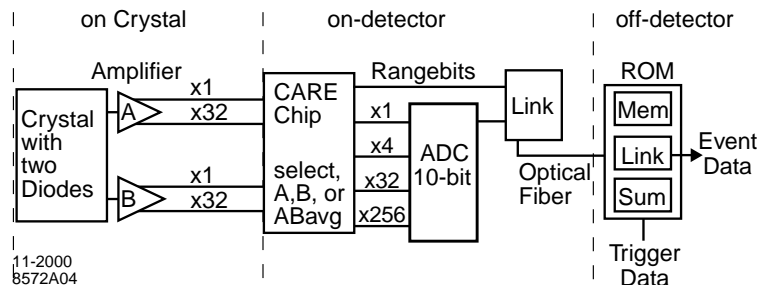 on Crystal
on-detector
off-detector
Amplifier
Rangebits
ROM
A
x1
x32
CARE
Chip
Link
Mem
Crystal
with
two
Diodes
x1
ADC
10-bit
x4
Link
Event
Data
B
x1
x32
select,
A,B, or
ABavg
x32
x256
Optical
Fiber
Sum
Trigger
Data
11-2000
8572A04